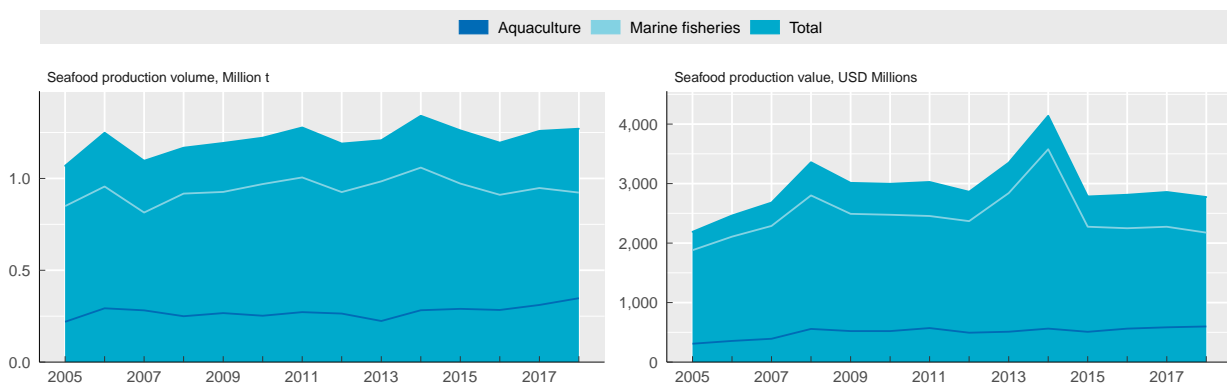 Aquaculture Marine fisheries Total
Seafood production volume, Million t
1.0
0.5
0.0
2005 2007 2009 2011 2013 2015 2017
Seafood production value, USD Millions
4,000
3,000
2,000
1,000
0
2005 2007 2009 2011 2013 2015 2017